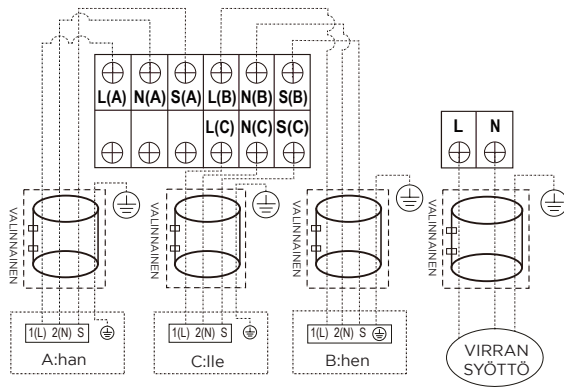 L(A) N(A) S(A) L(B) N(B) S(B)
L(C) N(C) S(C)
L N
VALINNAINEN
VALINNAINEN
VALINNAINEN
VALINNAINEN
1(L) 2(N) S
A:han
1(L) 2(N) S
C:lle
1(L) 2(N) S
B:hen
VIRRAN
SYÖTTÖ